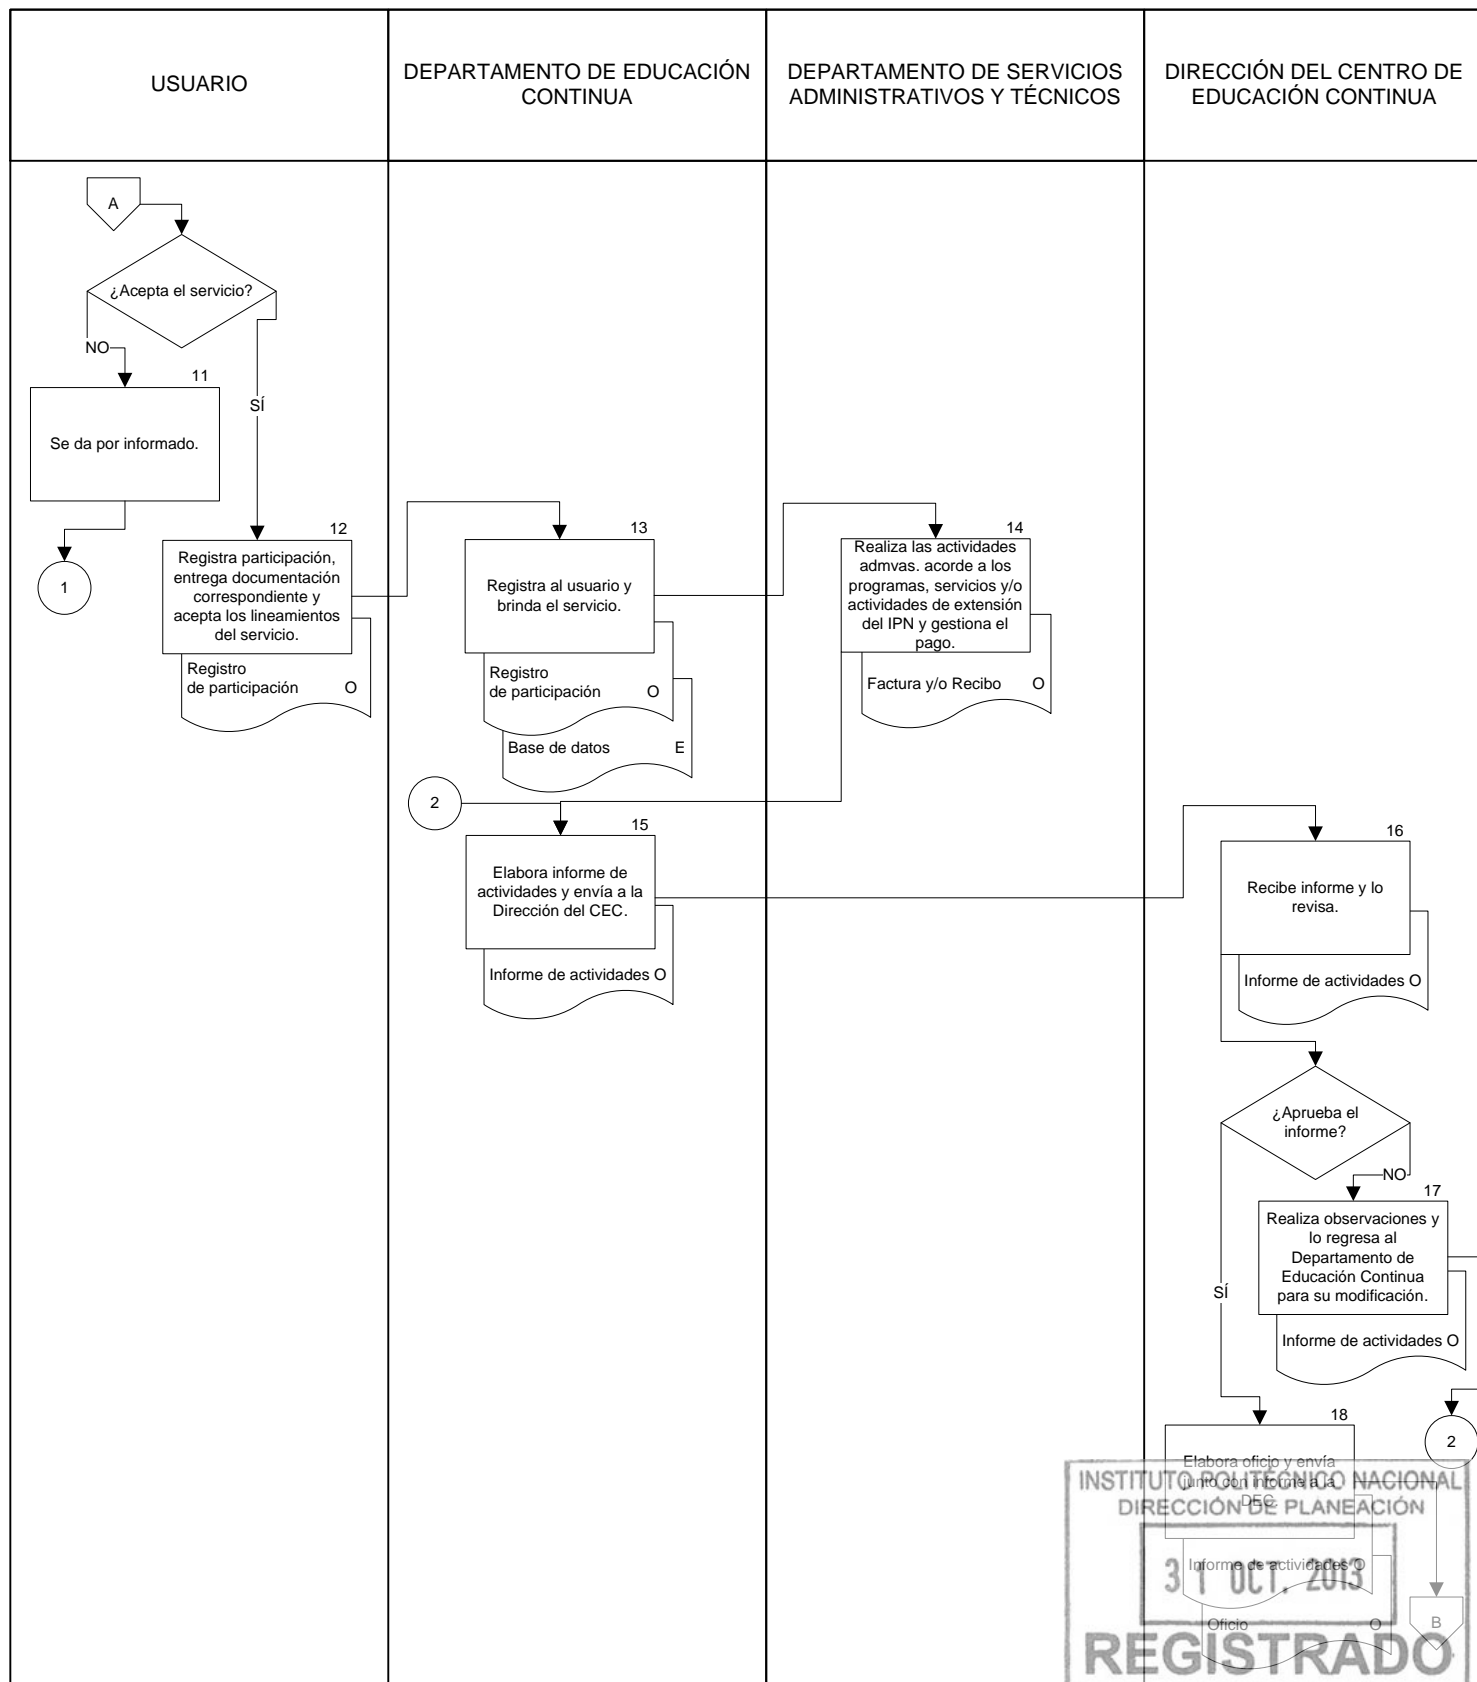 USUARIO
DEPARTAMENTO DE EDUCACIÓN
CONTINUA
DEPARTAMENTO DE SERVICIOS
ADMINISTRATIVOS Y TÉCNICOS
DIRECCIÓN DEL CENTRO DE
EDUCACIÓN CONTINUA
A
¿Acepta el servicio?
NO
SÍ
11
Se da por informado.
1
12
Registra participación,
entrega documentación
correspondiente y
acepta los lineamientos
del servicio.
Registro
de participación O
13
Registra al usuario y
brinda el servicio.
Registro
de participación O
Base de datos E
14
Realiza las actividades
admvas. acorde a los
programas, servicios y/o
actividades de extensión
del IPN y gestiona el
pago.
Factura y/o Recibo O
2
15
Elabora informe de
actividades y envía a la
Dirección del CEC.
Informe de actividades O
16
Recibe informe y lo
revisa.
Informe de actividades O
¿Aprueba el
informe?
NO
SÍ
17
Realiza observaciones y
lo regresa al
Departamento de
Educación Continua
para su modificación.
Informe de actividades O
2
18
Elabora oficio y envía
junto con informe a la
DEC.
Informe de actividades O
Oficio O
B
INSTITUTO POLITÉCNICO NACIONAL
DIRECCIÓN DE PLANEACIÓN
31 OCT. 2013
REGISTRADO